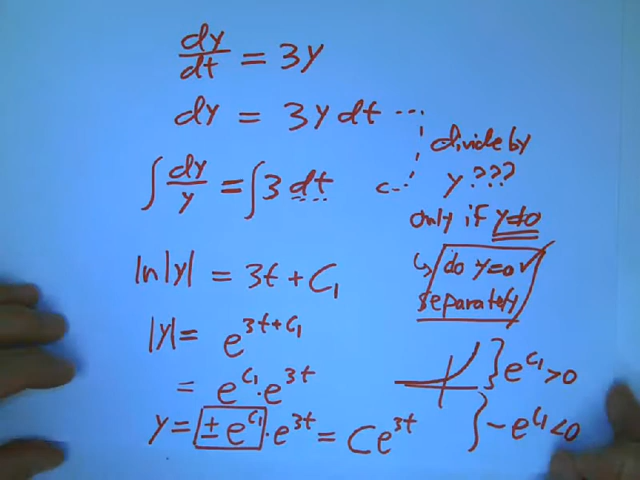 dy/dt = 3y
dy = 3y dt
divide by
y ???
∫ dy/y = ∫ 3 dt
only if y≠0
ln|y| = 3t + C₁
do y=0 ✓
separately
|y| = e^(3t+C₁)
= e^(C₁) · e^(3t)
e^(C₁) > 0
y = ± e^(C₁) · e^(3t) = Ce^(3t)
-e^(C₁) < 0